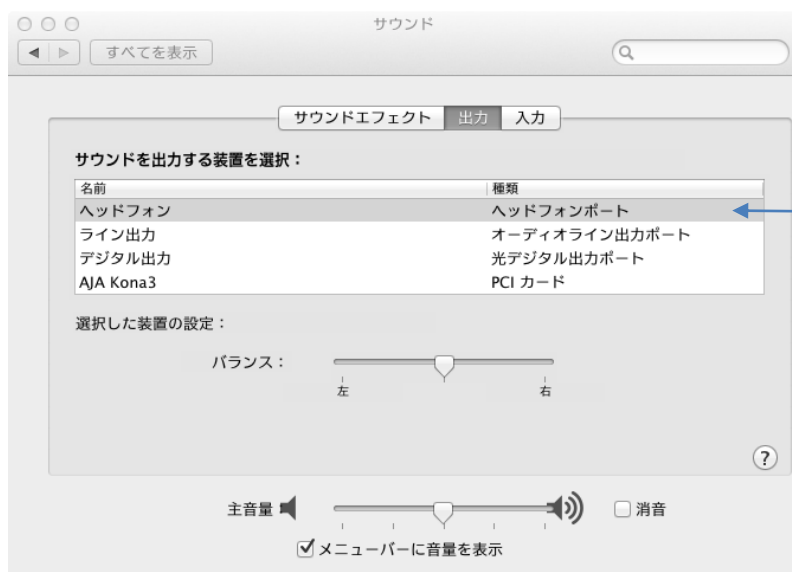 サウンド
すべてを表示
サウンドエフェクト 出力 入力
サウンドを出力する装置を選択：
名前 種類
ヘッドフォン ヘッドフォンポート
ライン出力 オーディオライン出力ポート
デジタル出力 光デジタル出力ポート
AJA Kona3 PCI カード
選択した装置の設定：
バランス：
左 右
?
主音量 消音
メニューバーに音量を表示